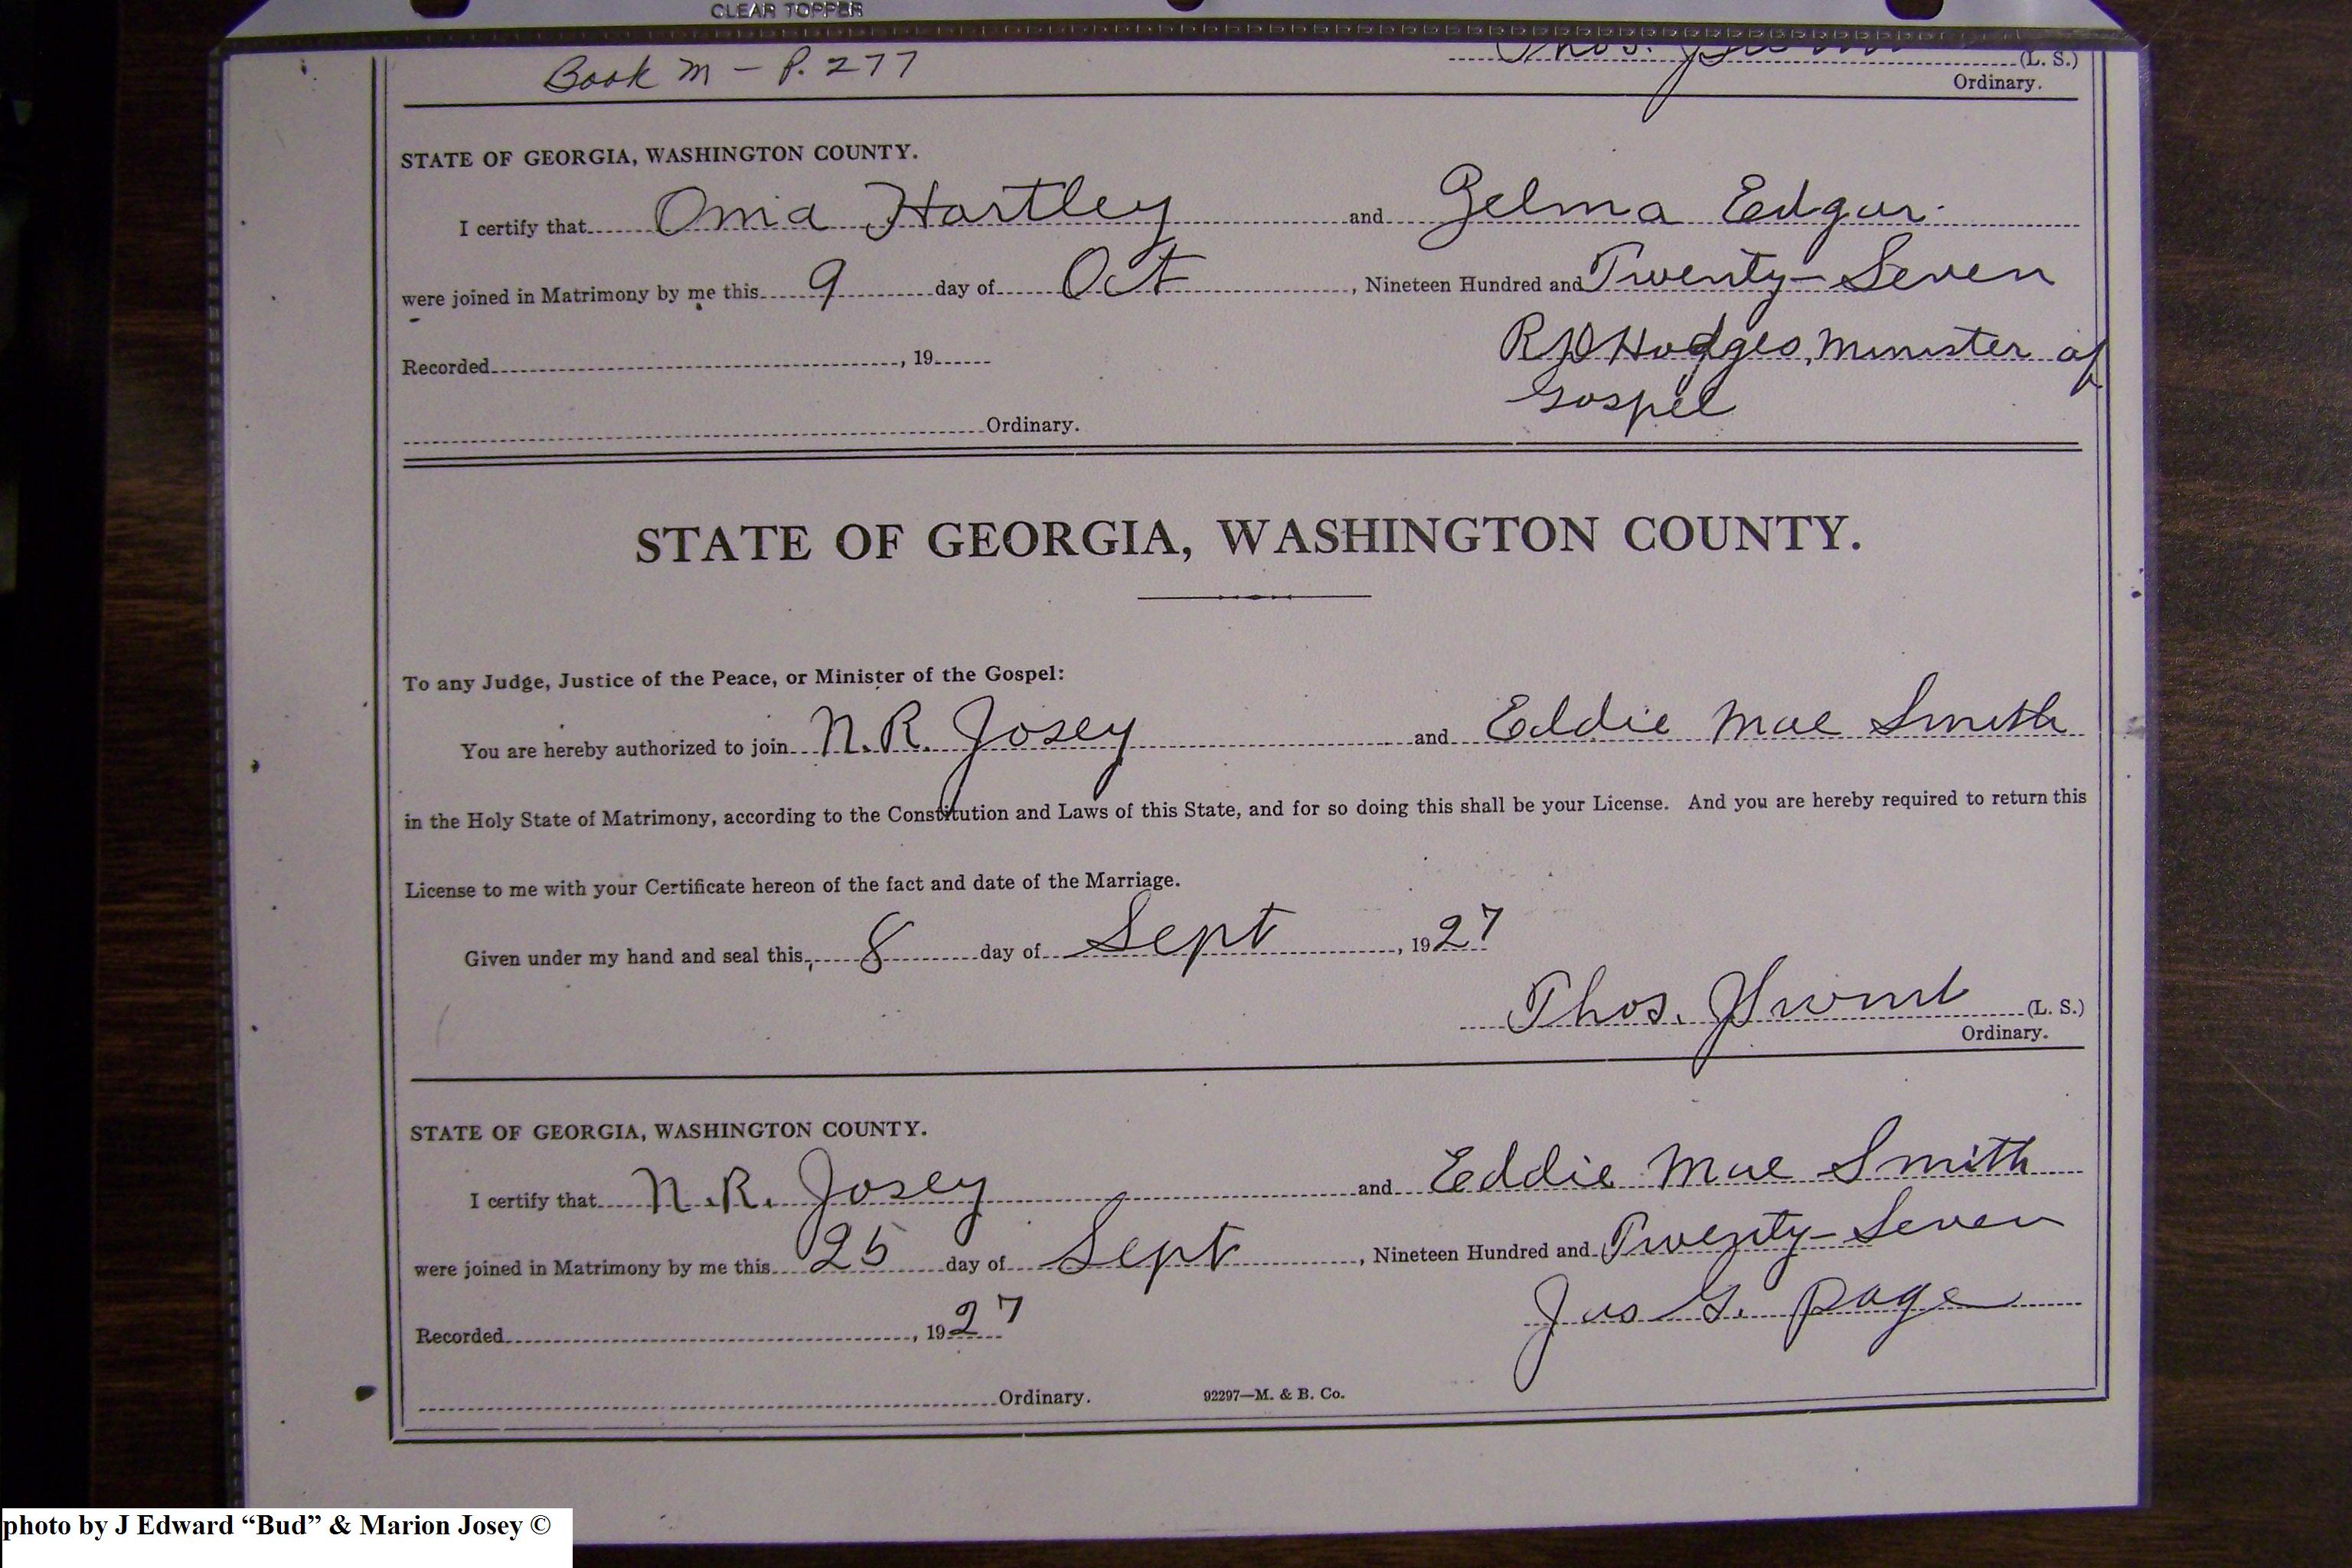 CLEAR TOPPER
Book M - P. 277
Thos.
(L. S.)
Ordinary.
STATE OF GEORGIA, WASHINGTON COUNTY.
I certify that Oma Hartley and Zelma Edgar.
were joined in Matrimony by me this 9 day of Oct, Nineteen Hundred and Twenty-Seven
Recorded , 19 Hodges, Minister of
Gospel
Ordinary.
STATE OF GEORGIA, WASHINGTON COUNTY.
To any Judge, Justice of the Peace, or Minister of the Gospel:
You are hereby authorized to join N.R. Josey and Eddie Mae Smith
in the Holy State of Matrimony, according to the Constitution and Laws of this State, and for so doing this shall be your License. And you are hereby required to return this
License to me with your Certificate hereon of the fact and date of the Marriage.
Given under my hand and seal this, 8 day of Sept, 1927
Thos. (L. S.)
Ordinary.
STATE OF GEORGIA, WASHINGTON COUNTY.
I certify that N.R. Josey and Eddie Mae Smith
were joined in Matrimony by me this 25 day of Sept, Nineteen Hundred and Twenty-Seven
Recorded , 1927 Jas G. Page
Ordinary. 92297—M. & B. Co.
photo by J Edward “Bud” & Marion Josey ©